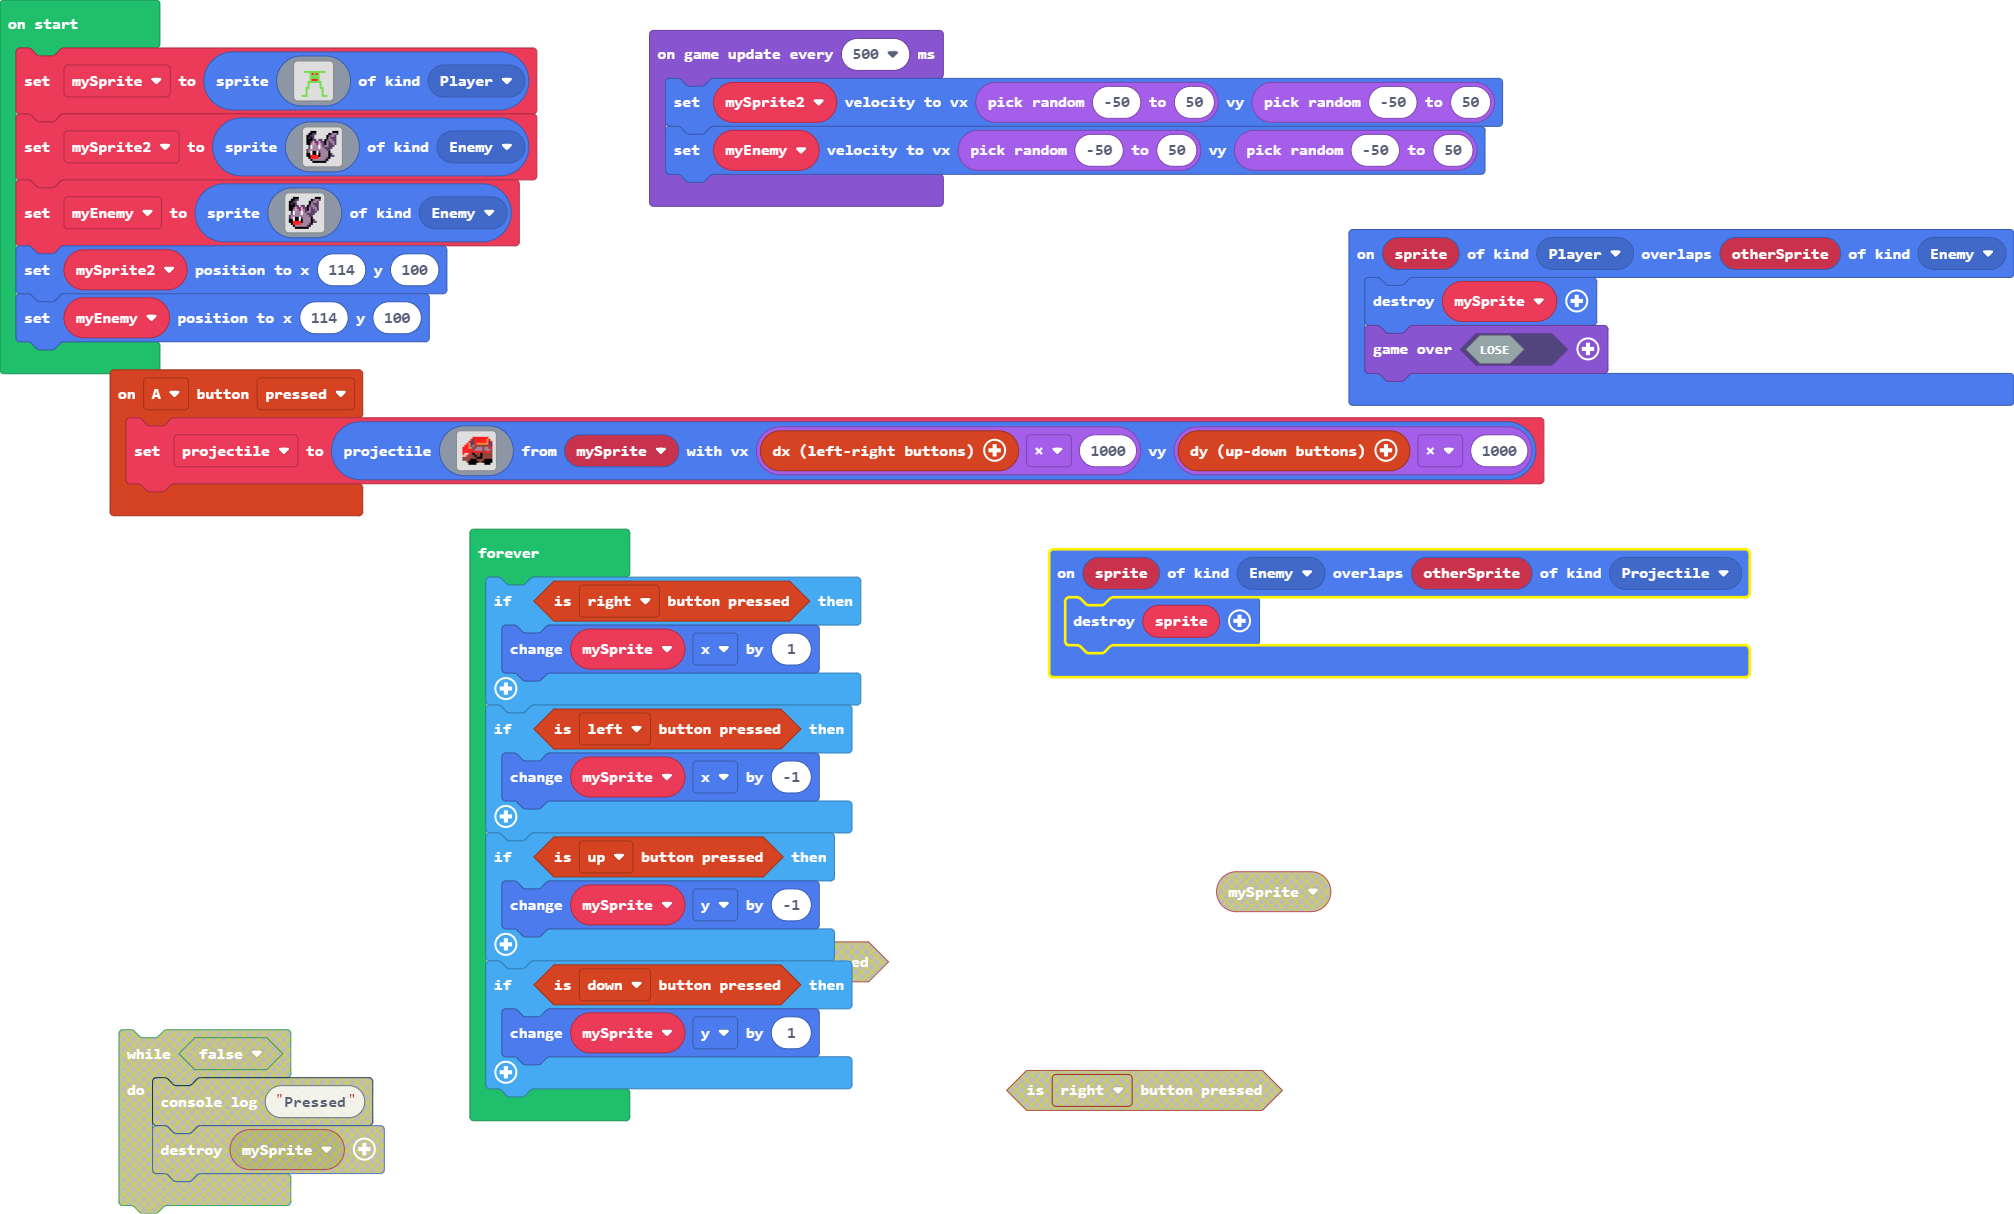 on start
set mySprite to sprite of kind Player
set mySprite2 to sprite of kind Enemy
set myEnemy to sprite of kind Enemy
set mySprite2 position to x 114 y 100
set myEnemy position to x 114 y 100
on game update every 500 ms
set mySprite2 velocity to vx pick random -50 to 50 vy pick random -50 to 50
set myEnemy velocity to vx pick random -50 to 50 vy pick random -50 to 50
on sprite of kind Player overlaps otherSprite of kind Enemy
destroy mySprite
game over LOSE
on A button pressed
set projectile to projectile from mySprite with vx dx (left-right buttons) × 1000 vy dy (up-down buttons) × 1000
forever
if is right button pressed then
change mySprite x by 1
if is left button pressed then
change mySprite x by -1
if is up button pressed then
change mySprite y by -1
if is down button pressed then
change mySprite y by 1
on sprite of kind Enemy overlaps otherSprite of kind Projectile
destroy sprite
mySprite
ed
is right button pressed
while false
do console log "Pressed"
destroy mySprite